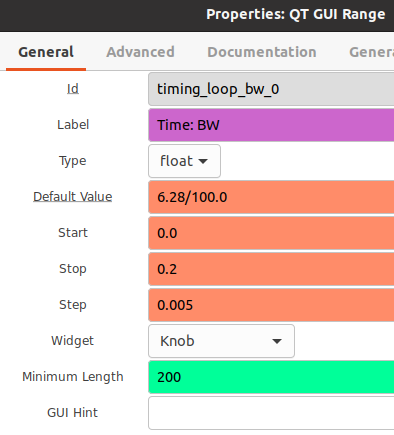 Properties: QT GUI Range
General Advanced Documentation Gener
Id timing_loop_bw_0
Label Time: BW
Type float
Default Value 6.28/100.0
Start 0.0
Stop 0.2
Step 0.005
Widget Knob
Minimum Length 200
GUI Hint